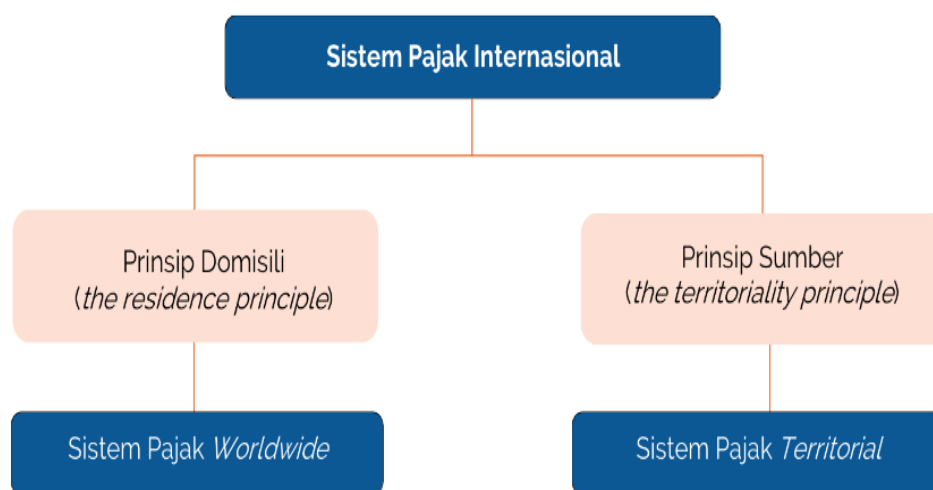 Sistem Pajak Internasional
Prinsip Domisili
(the residence principle)
Prinsip Sumber
(the territoriality principle)
Sistem Pajak Worldwide
Sistem Pajak Territorial